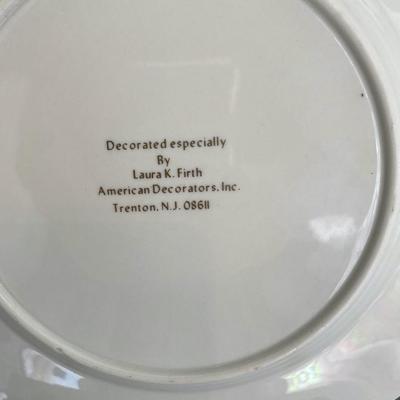 Decorated especially
By
Laura K. Firth
American Decorators, Inc.
Trenton, N.J. 08611